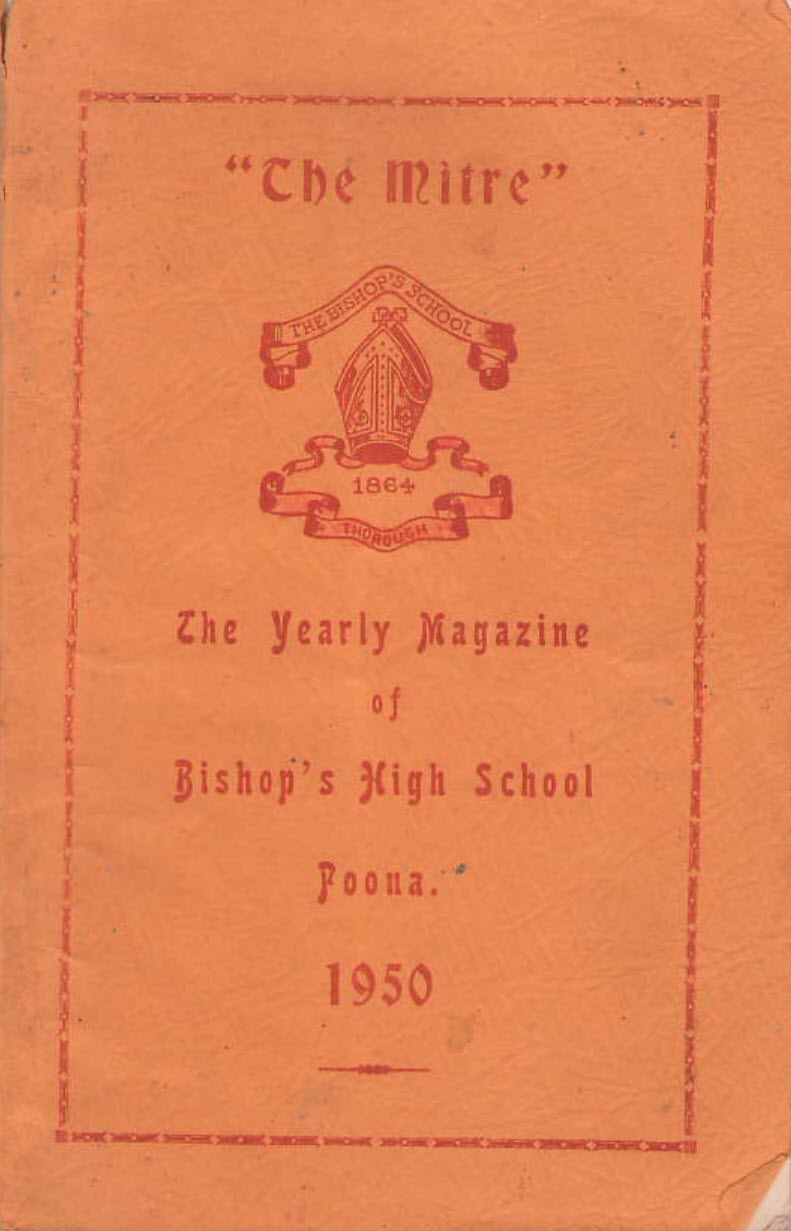 “The Mitre”
THE BISHOP'S SCHOOL
1864
THOROUGH
The Yearly Magazine
of
Bishop's High School
Poona.
1950